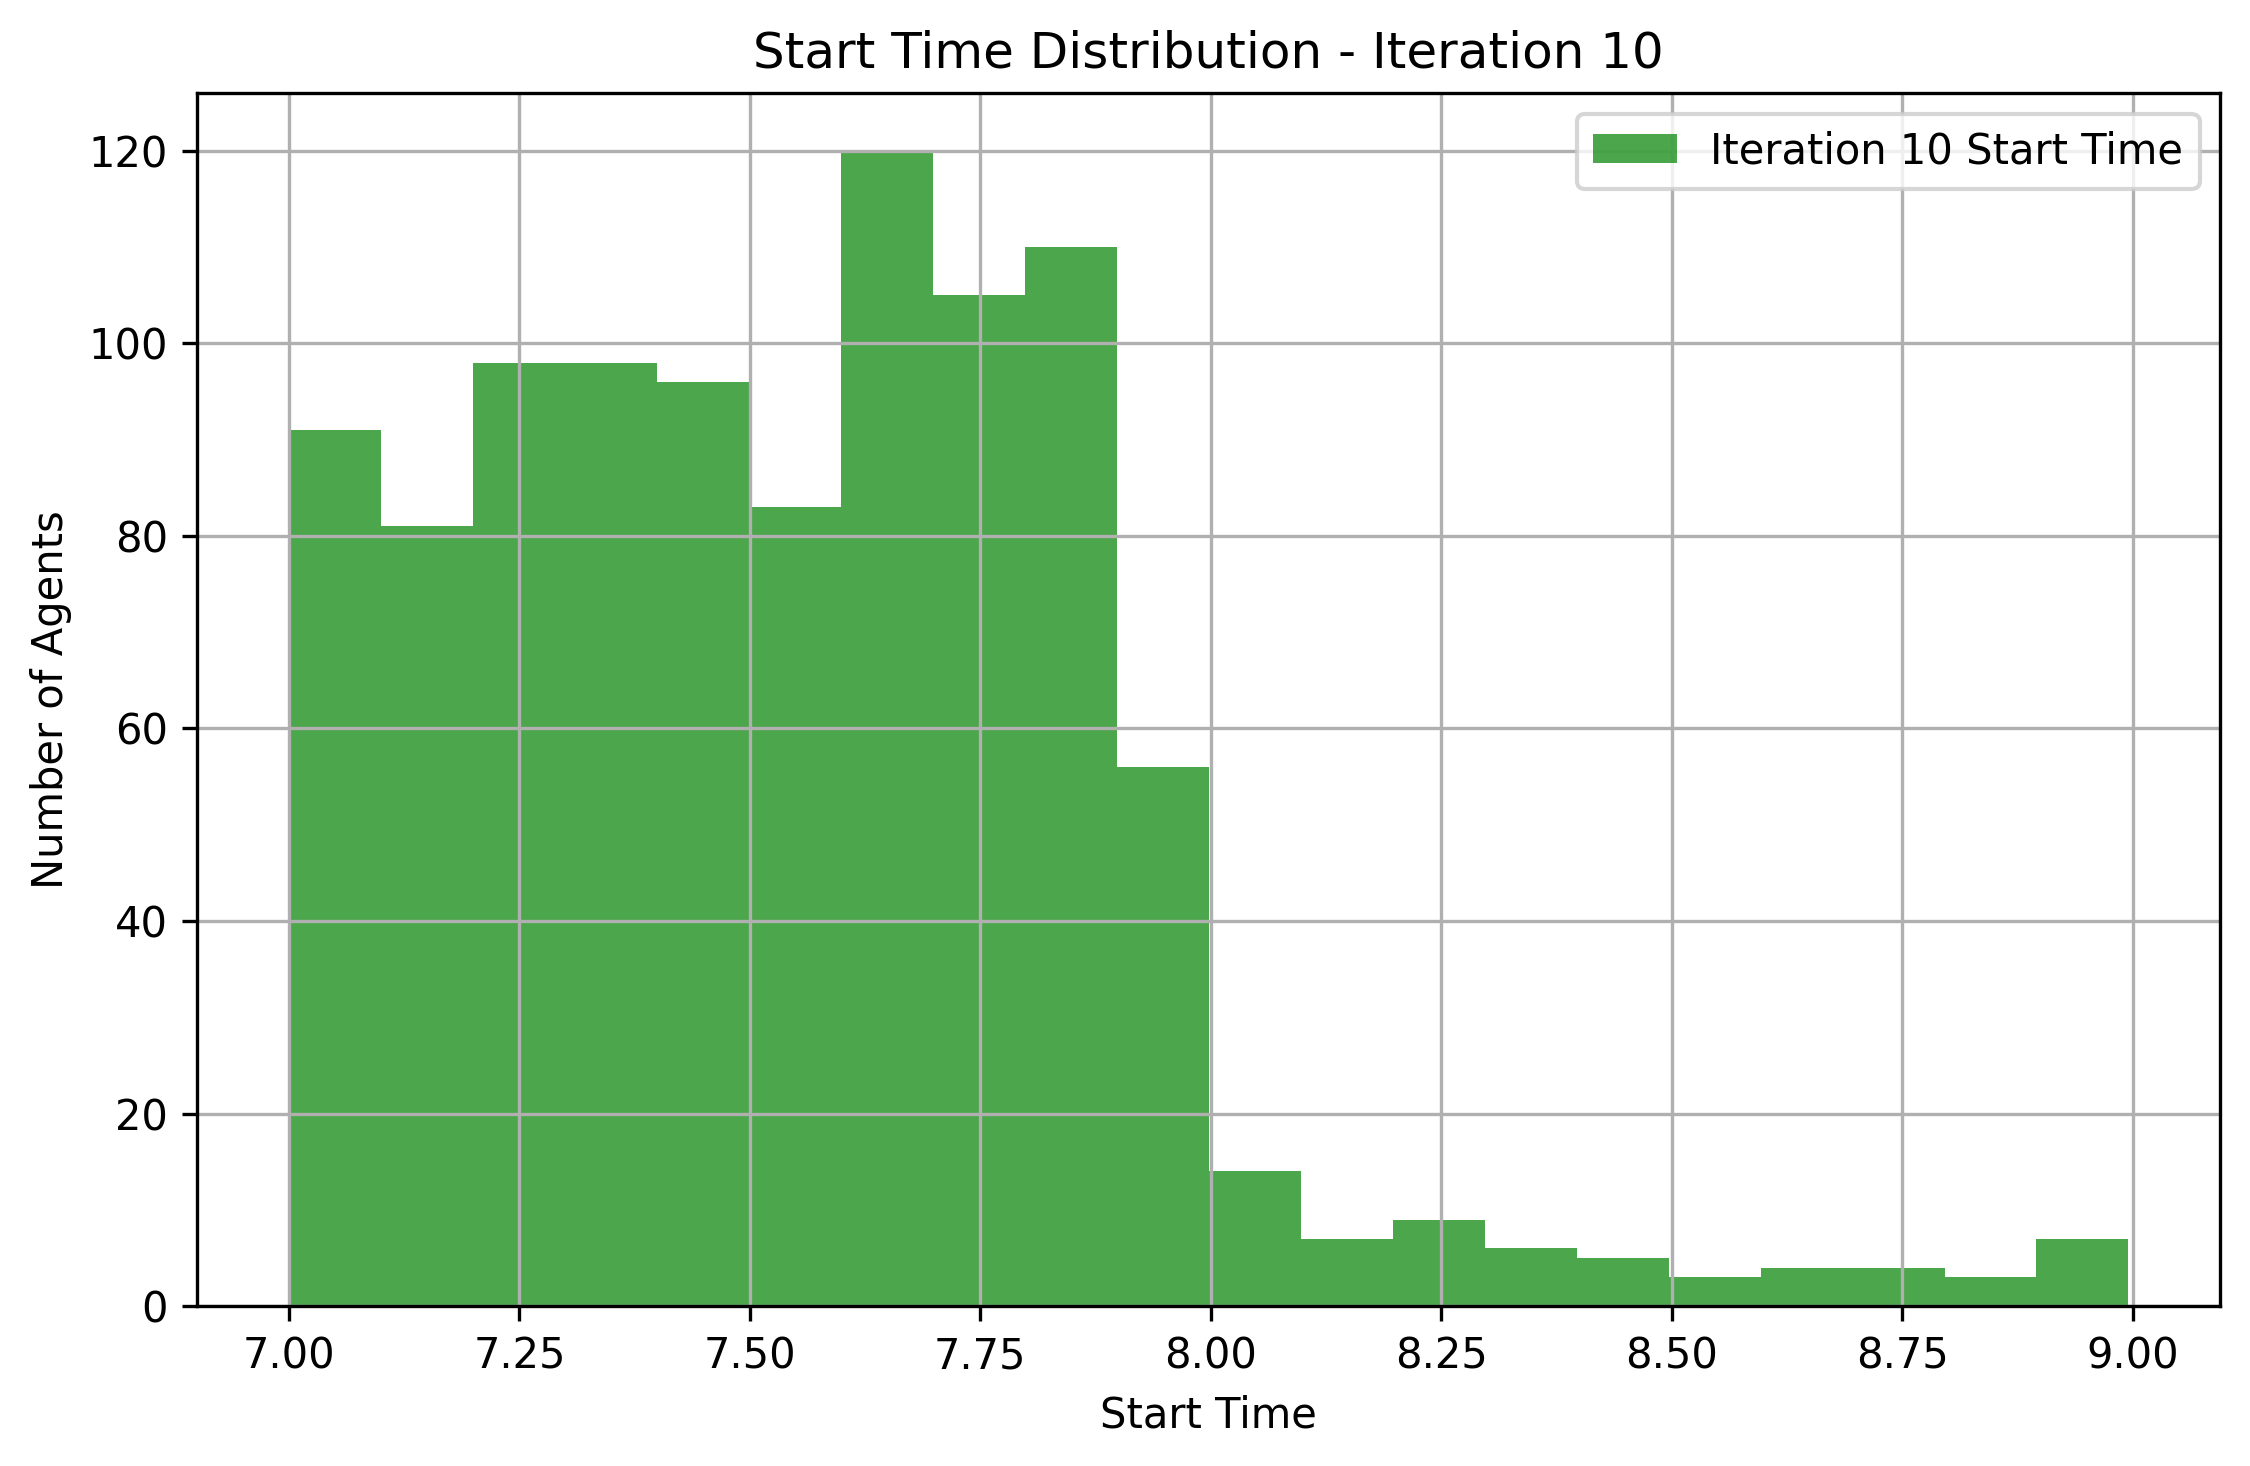 Start Time Distribution - Iteration 10
Iteration 10 Start Time
Number of Agents
120
100
80
60
40
20
0
7.00 7.25 7.50 7.75 8.00 8.25 8.50 8.75 9.00
Start Time